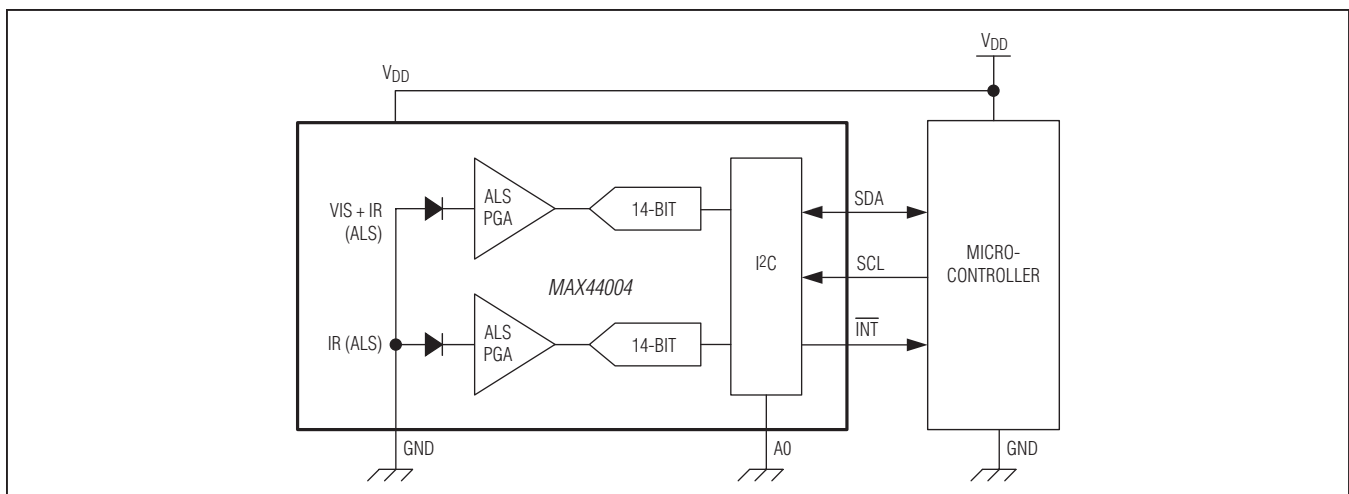 VDD
VDD
VIS + IR
(ALS)
ALS
PGA
14-BIT
MAX44004
IR (ALS)
ALS
PGA
14-BIT
I2C
SDA
SCL
INT
MICRO-
CONTROLLER
GND
A0
GND